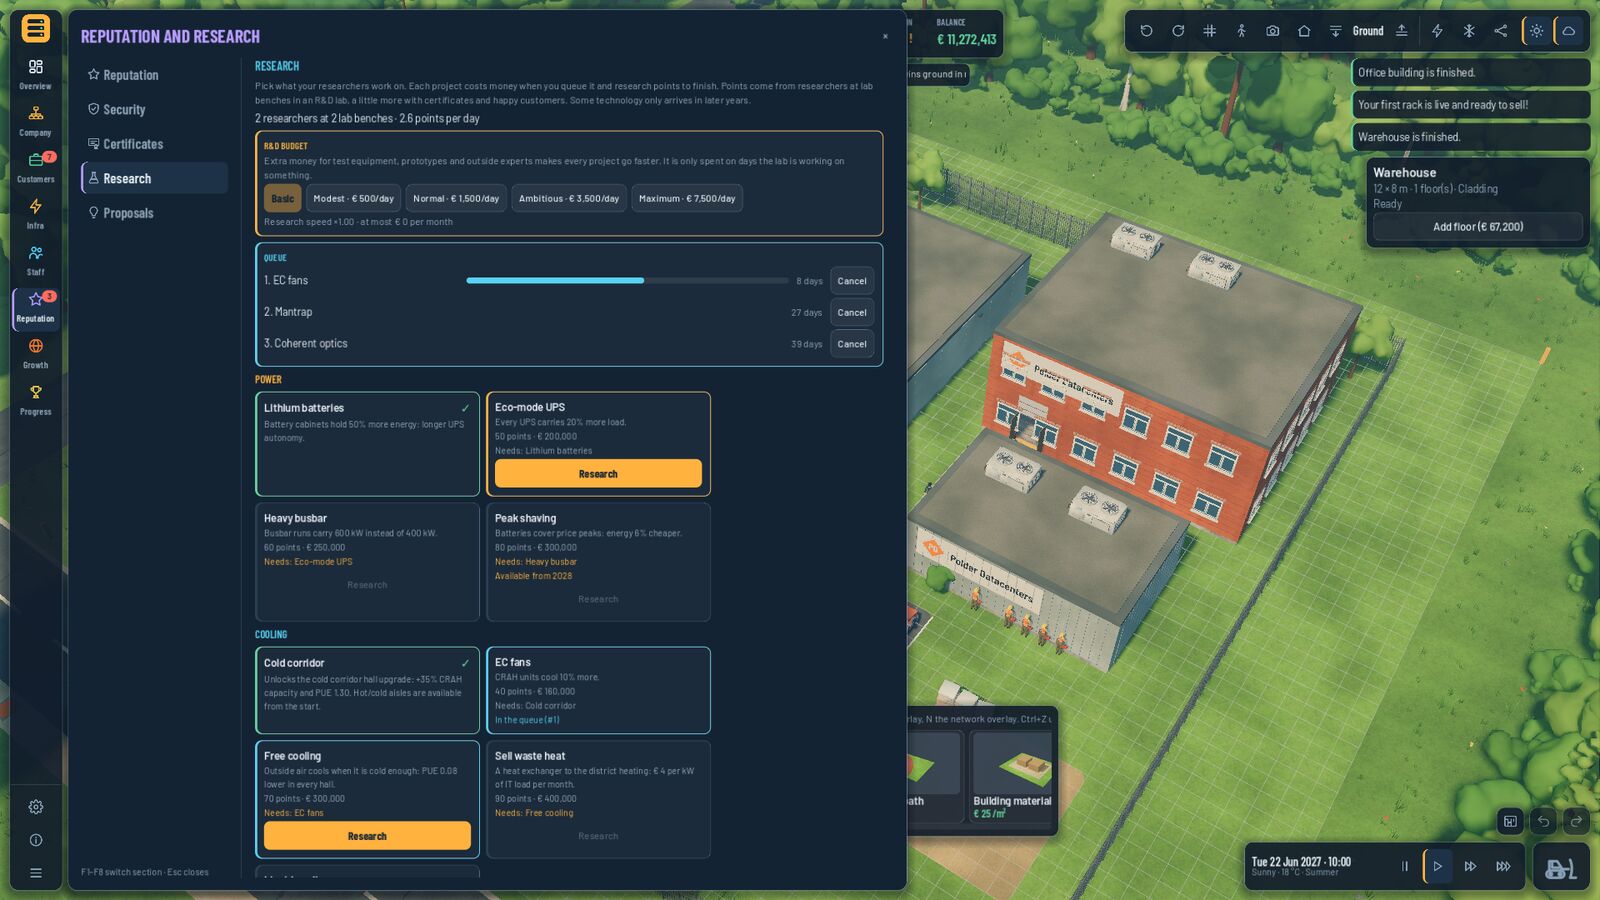 REPUTATION AND RESEARCH
×
Overview
Company
7
Customers
Infra
Staff
3
Reputation
Growth
Progress
Reputation
Security
Certificates
Research
Proposals
F1-F8 switch section · Esc closes
RESEARCH
Pick what your researchers work on. Each project costs money when you queue it and research points to finish. Points come from researchers at lab
benches in an R&D lab, a little more with certificates and happy customers. Some technology only arrives in later years.
2 researchers at 2 lab benches · 2.6 points per day
R&D BUDGET
Extra money for test equipment, prototypes and outside experts makes every project go faster. It is only spent on days the lab is working on
something.
Basic
Modest · € 500/day
Normal · € 1,500/day
Ambitious · € 3,500/day
Maximum · € 7,500/day
Research speed ×1.00 · at most € 0 per month
QUEUE
1. EC fans
8 days
Cancel
2. Mantrap
27 days
Cancel
3. Coherent optics
39 days
Cancel
POWER
Lithium batteries ✓
Battery cabinets hold 50% more energy: longer UPS
autonomy.
Eco-mode UPS
Every UPS carries 20% more load.
50 points · € 200,000
Needs: Lithium batteries
Research
Heavy busbar
Busbar runs carry 600 kW instead of 400 kW.
60 points · € 250,000
Needs: Eco-mode UPS
Research
Peak shaving
Batteries cover price peaks: energy 6% cheaper.
80 points · € 300,000
Needs: Heavy busbar
Available from 2028
Research
COOLING
Cold corridor ✓
Unlocks the cold corridor hall upgrade: +35% CRAH
capacity and PUE 1.30. Hot/cold aisles are available
from the start.
EC fans
CRAH units cool 10% more.
40 points · € 160,000
Needs: Cold corridor
In the queue (#1)
Free cooling
Outside air cools when it is cold enough: PUE 0.08
lower in every hall.
70 points · € 300,000
Needs: EC fans
Research
Sell waste heat
A heat exchanger to the district heating: € 4 per kW
of IT load per month.
90 points · € 400,000
Needs: Free cooling
Research
BALANCE
€ 11,272,413
ins ground in
Ground
Office building is finished.
Your first rack is live and ready to sell!
Warehouse is finished.
Warehouse
12 × 8 m · 1 floor(s) · Cladding
Ready
Add floor (€ 67,200)
Polder Datacenters
PD
Polder Datacenters
rlay, N the network overlay. Ctrl+Z
ath
Building material
€ 25 /m²
Tue 22 Jun 2027 · 10:00
Sunny · 18 °C · Summer